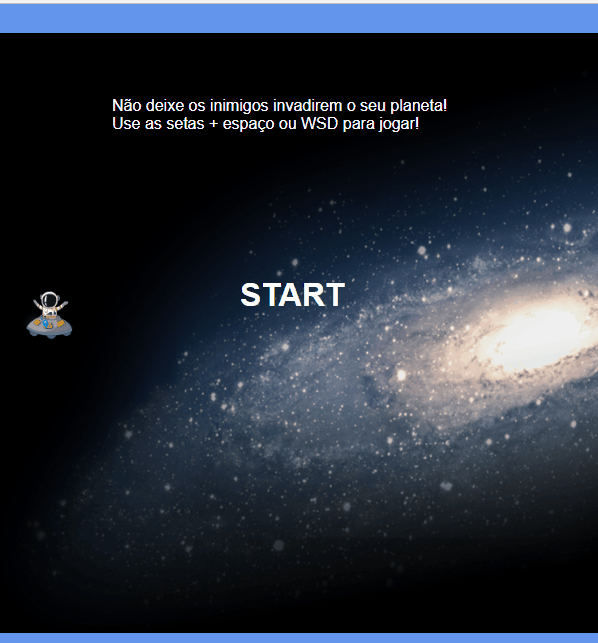 Não deixe os inimigos invadirem o seu planeta!
Use as setas + espaço ou WSD para jogar!
START